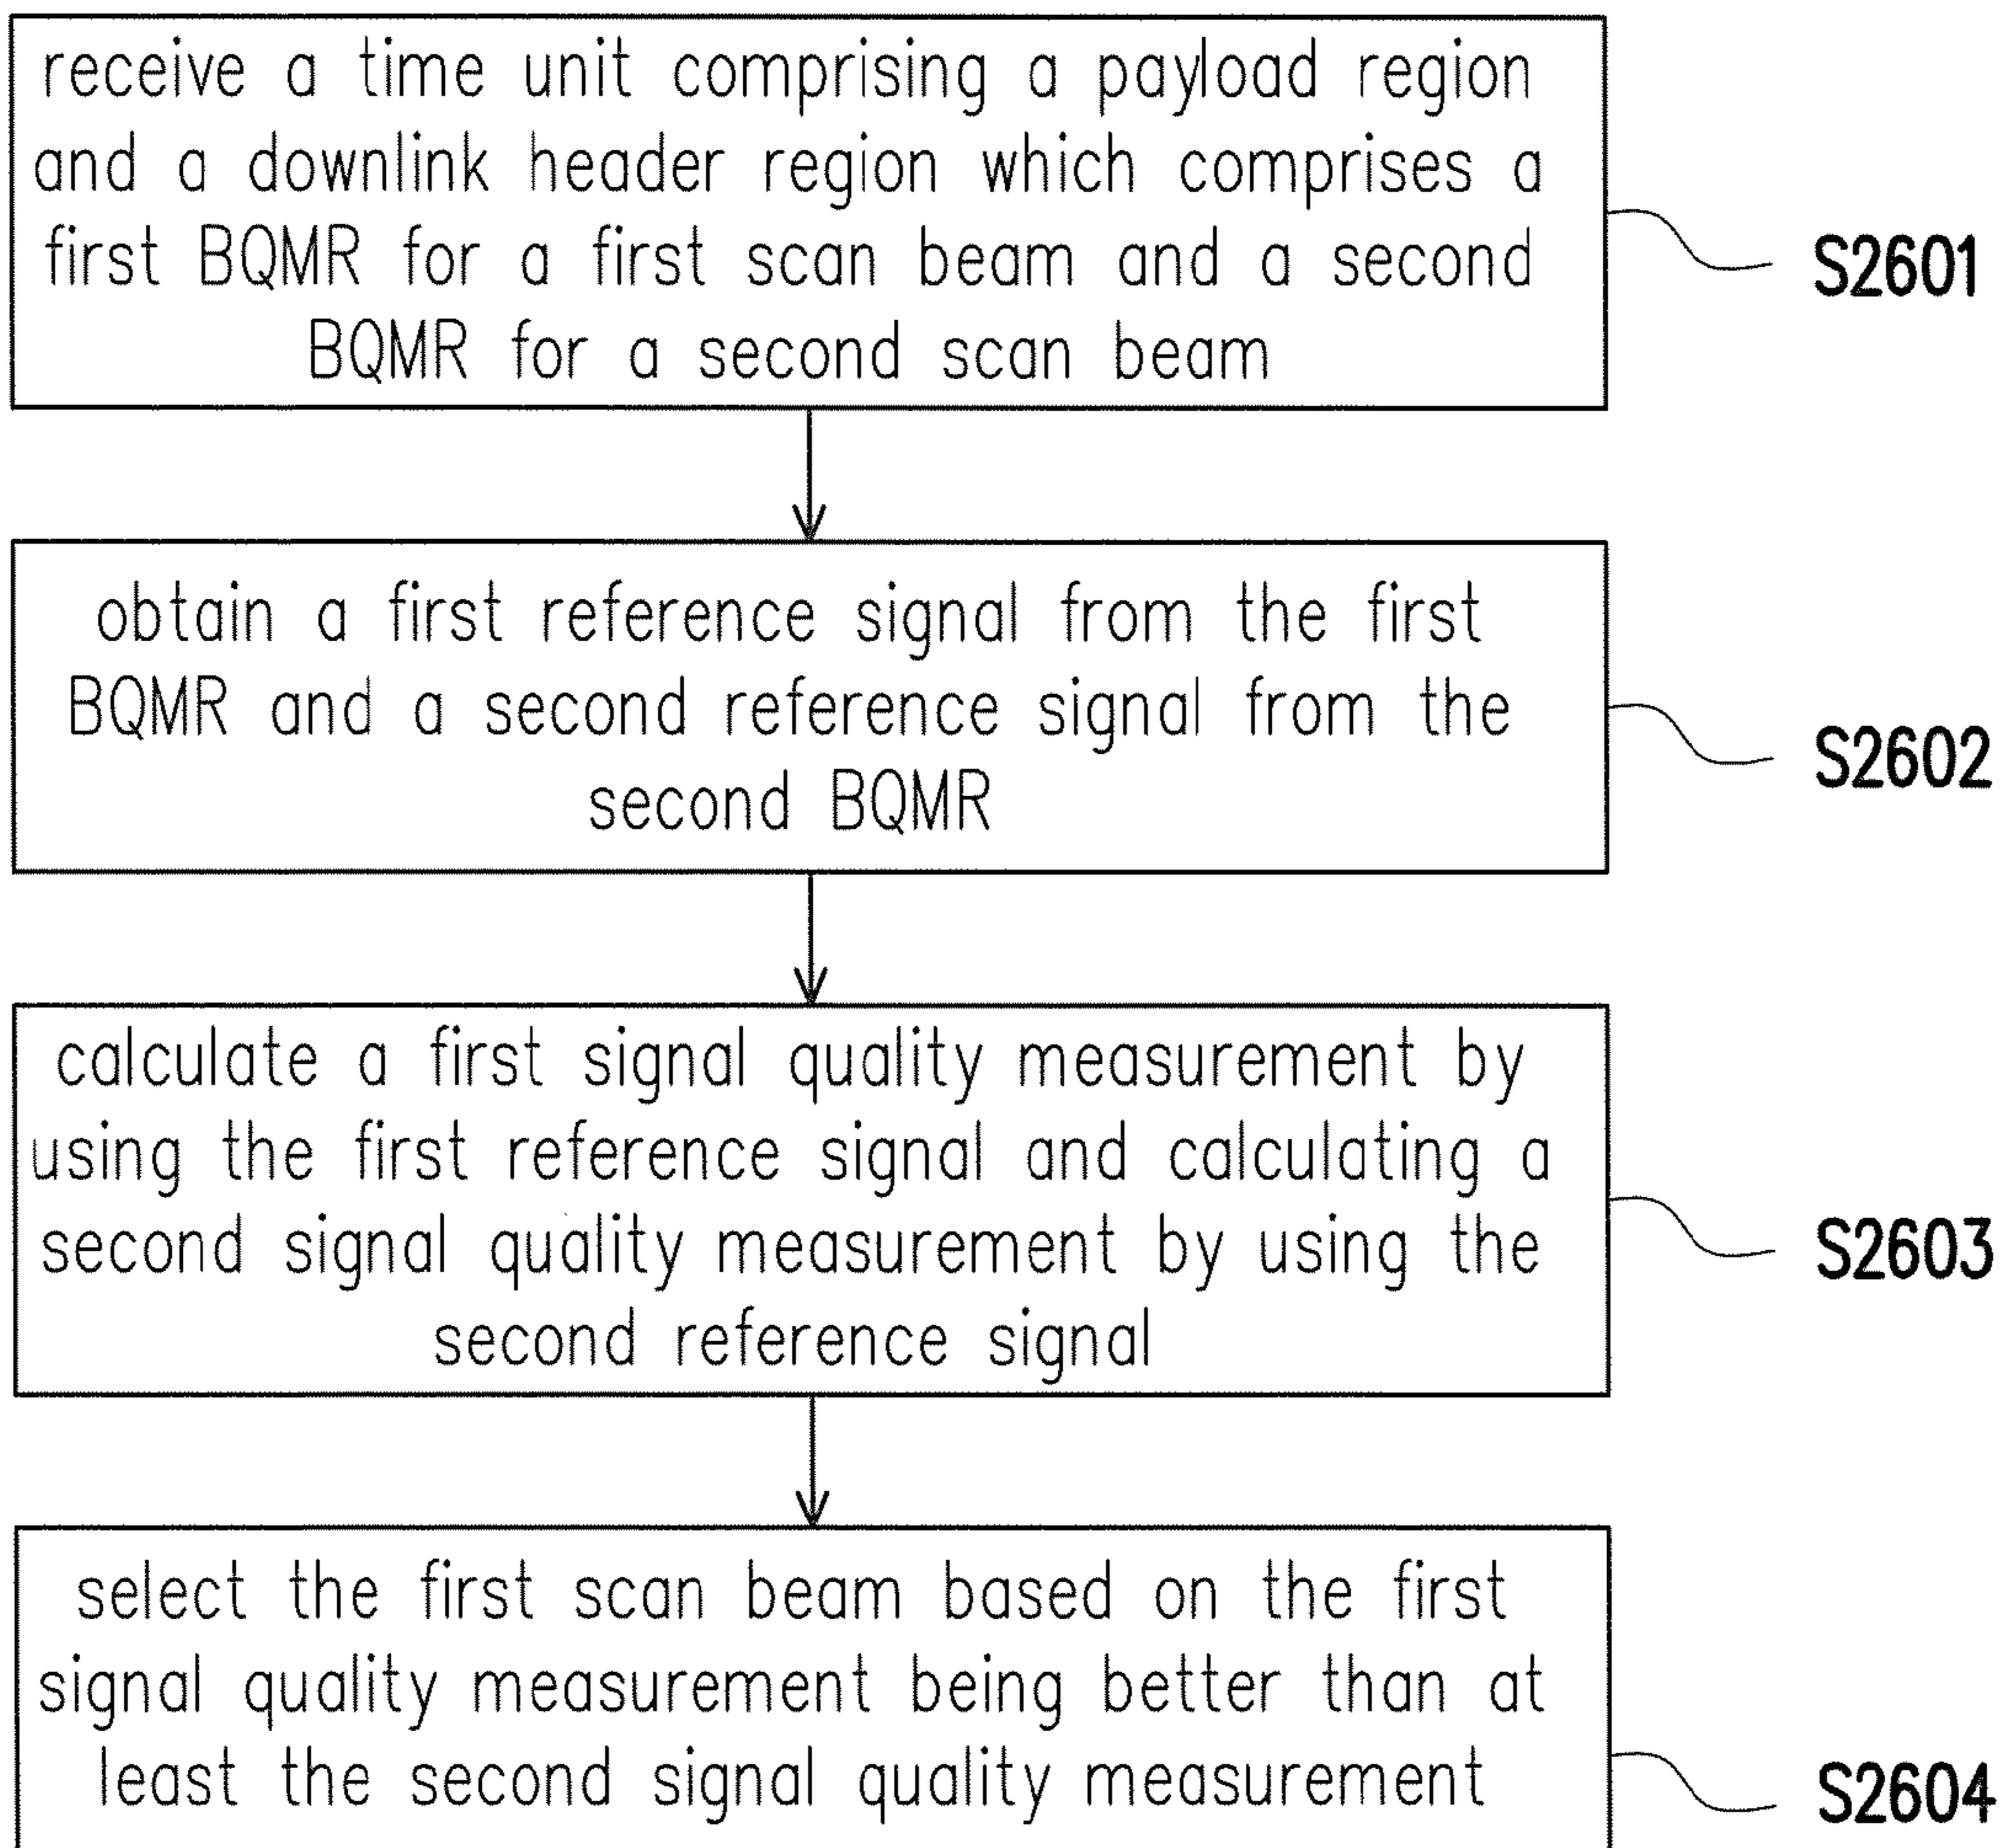 receive a time unit comprising a payload region
and a downlink header region which comprises a
first BQMR for a first scan beam and a second
BQMR for a second scan beam
S2601
obtain a first reference signal from the first
BQMR and a second reference signal from the
second BQMR
S2602
calculate a first signal quality measurement by
using the first reference signal and calculating a
second signal quality measurement by using the
second reference signal
S2603
select the first scan beam based on the first
signal quality measurement being better than at
least the second signal quality measurement
S2604